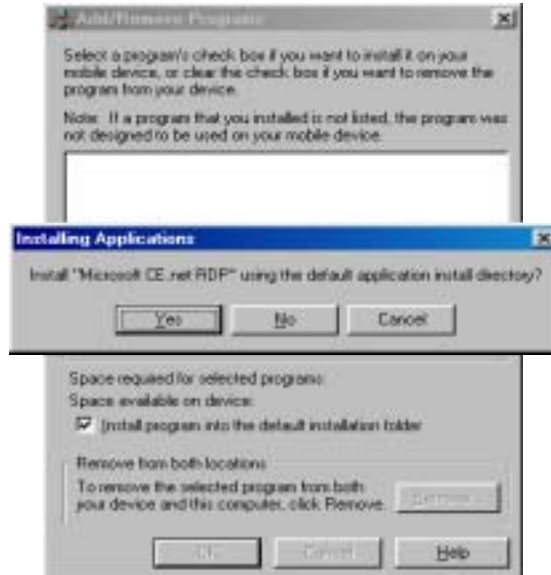 Add/Remove Programs
Select a program's check box if you want to install it on your
mobile device, or clear the check box if you want to remove the
program from your device.
Note: If a program that you installed is not listed, the program was
not designed to be used on your mobile device.
Installing Applications
Install "Microsoft CE .net RDP" using the default application install directory?
Yes
No
Cancel
Space required for selected programs:
Space available on device:
Install program into the default installation folder
Remove from both locations
To remove the selected program from both
your device and this computer, click Remove.
Remove...
OK
Cancel
Help